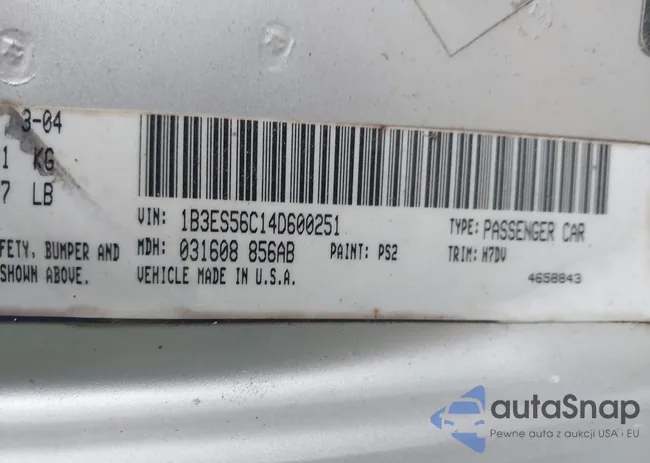 3-04
1 KG
7 LB
VIN: 1B3ES56C14D600251
TYPE: PASSENGER CAR
FETY, BUMPER AND
MDH: 031608 856AB
PAINT: PS2
TRIM: H7DV
SHOWN ABOVE.
VEHICLE MADE IN U.S.A.
4658843
autaSnap
Pewne auta z aukcji USA i EU